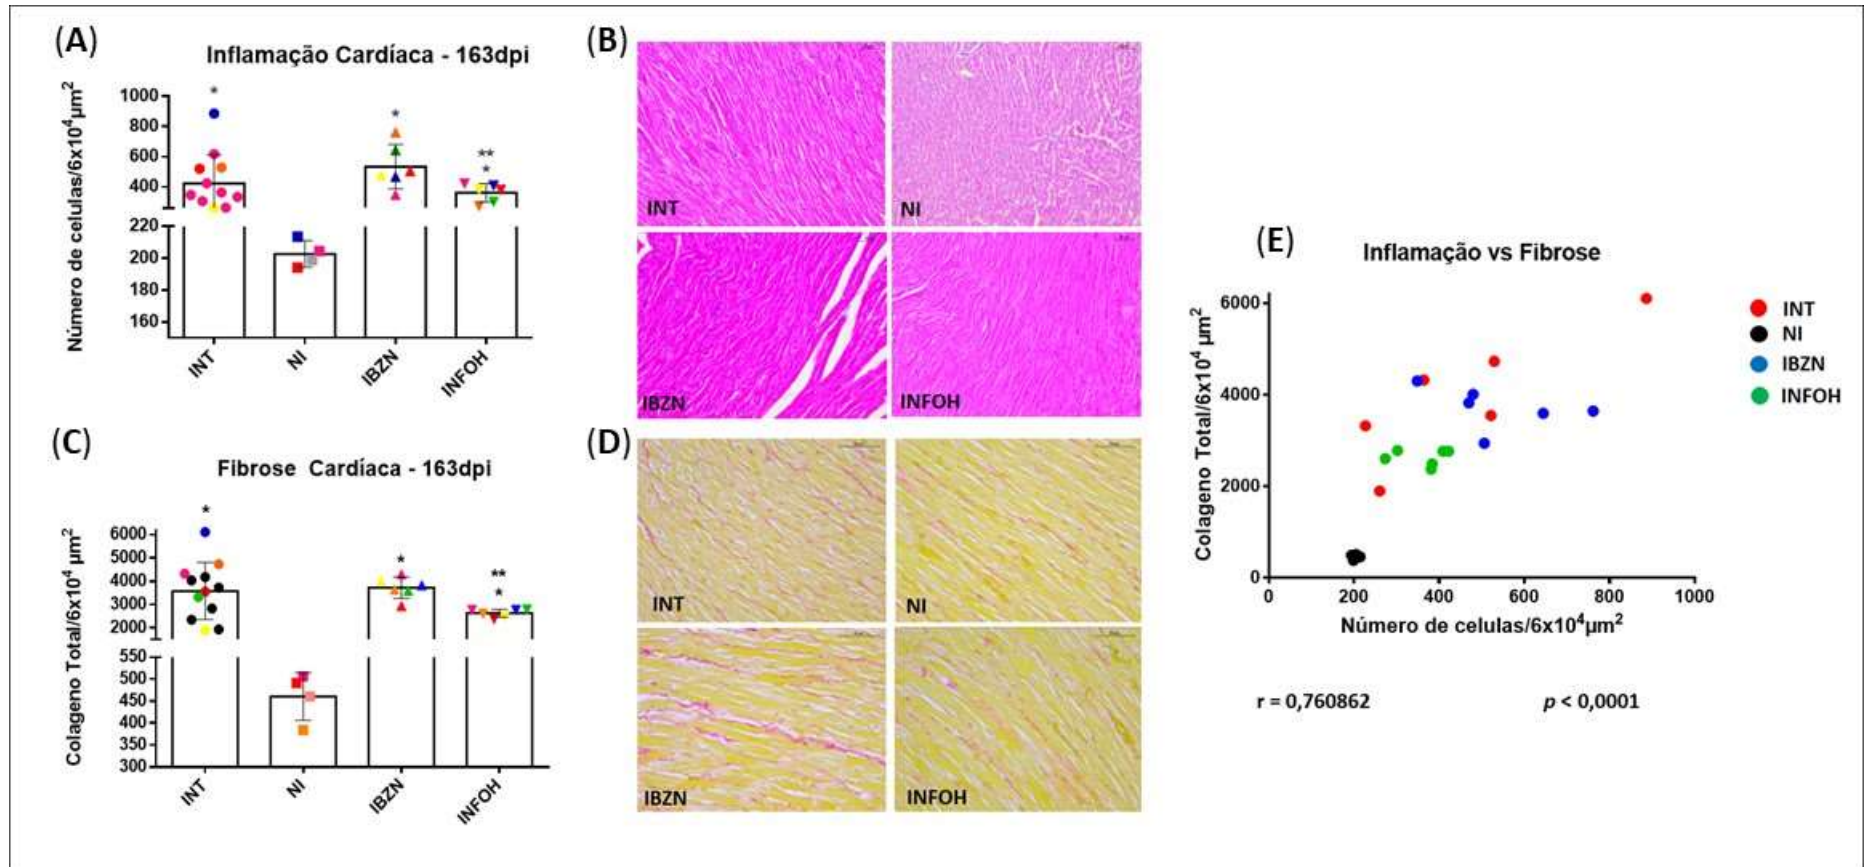 (A)
Inflamação Cardíaca - 163dpi
Número de celulas/6x10⁴µm²
1000
800
600
400
220
200
180
160
*
*
**
*
INT
NI
IBZN
INFOH
(B)
INT
NI
IBZN
INFOH
(C)
Fibrose Cardíaca - 163dpi
Colageno Total/6x10⁴ µm²
6000
5000
4000
3000
2000
550
500
450
400
350
300
*
*
**
*
INT
NI
IBZN
INFOH
(D)
INT
NI
IBZN
INFOH
(E)
Inflamação vs Fibrose
Colageno Total/6x10⁴ µm²
6000
4000
2000
0
0 200 400 600 800 1000
Número de celulas/6x10⁴µm²
INT
NI
IBZN
INFOH
r = 0,760862 p < 0,0001